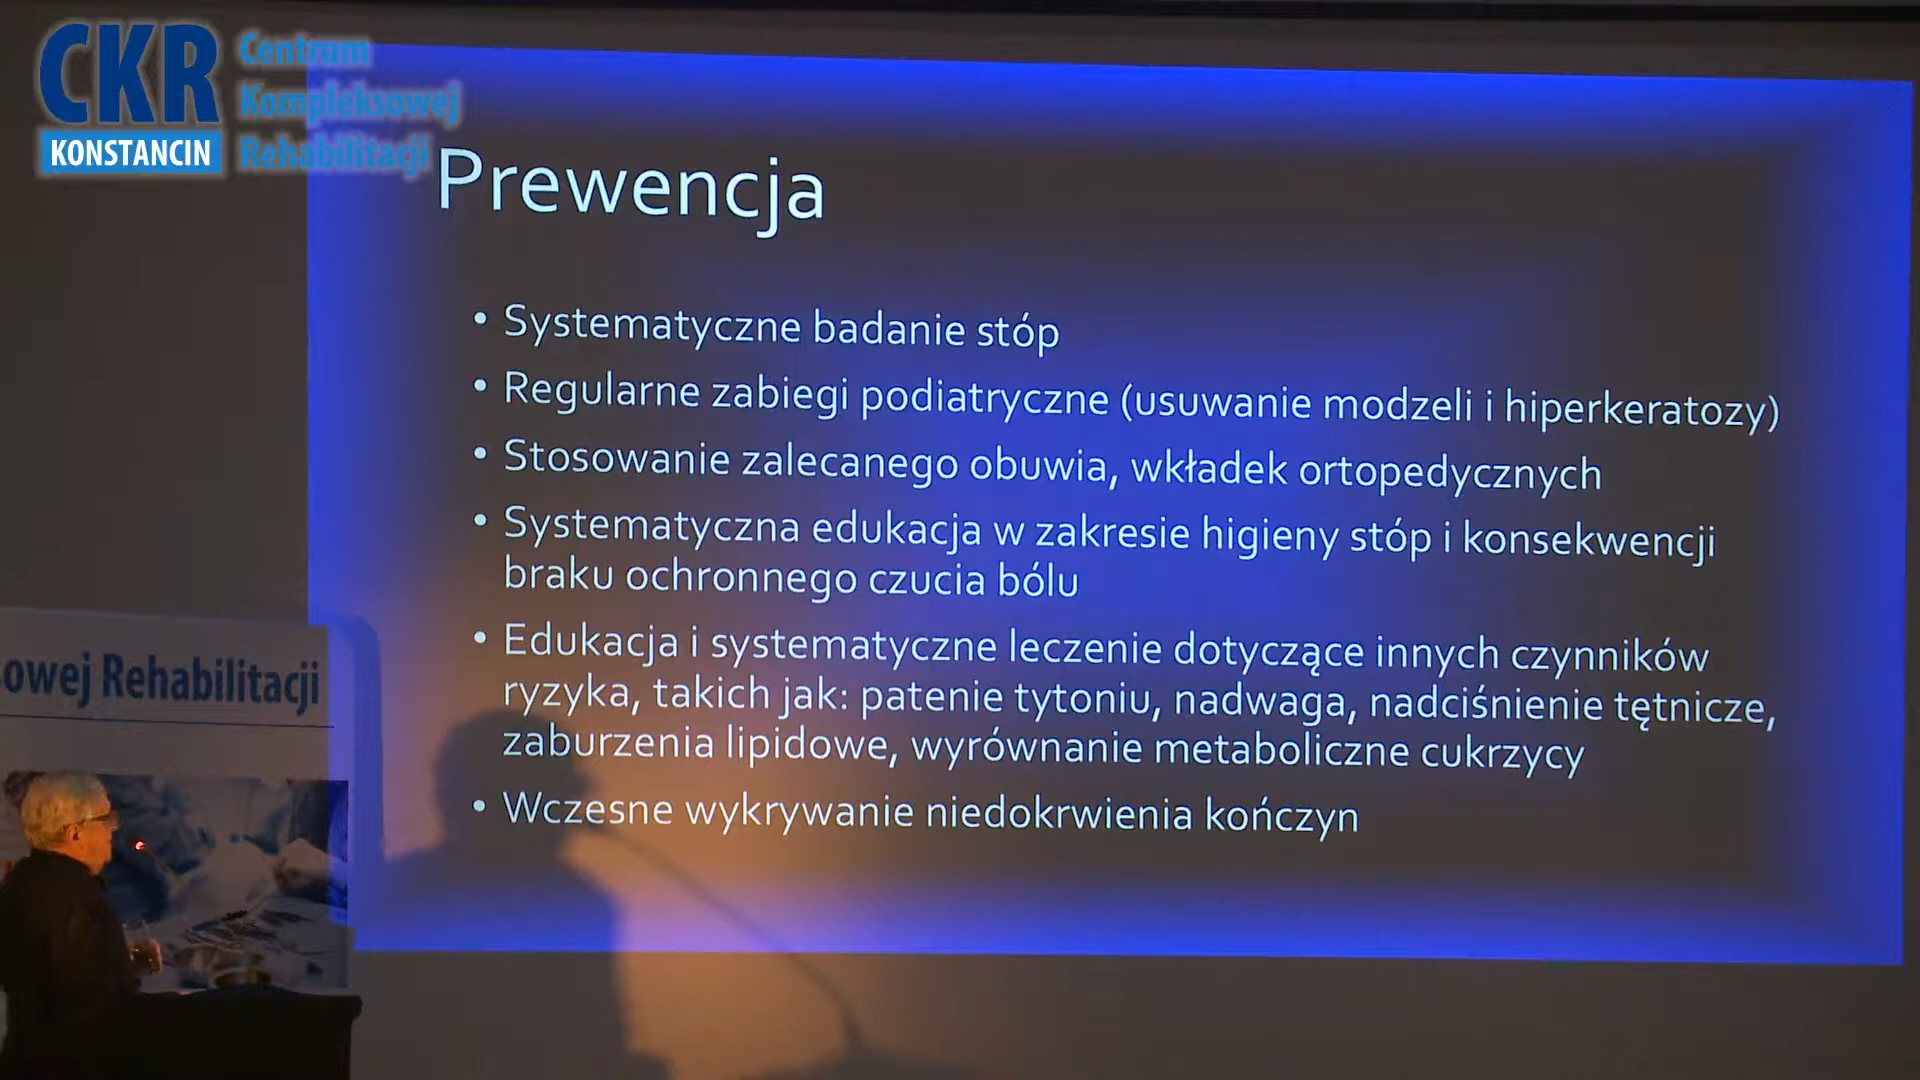 CKR
KONSTANCIN
Centrum
Kompleksowej
Rehabilitacji
Prewencja
• Systematyczne badanie stóp
• Regularne zabiegi podiatryczne (usuwanie modzeli i hiperkeratozy)
• Stosowanie zalecanego obuwia, wkładek ortopedycznych
• Systematyczna edukacja w zakresie higieny stóp i konsekwencji
braku ochronnego czucia bólu
• Edukacja i systematyczne leczenie dotyczące innych czynników
ryzyka, takich jak: patenie tytoniu, nadwaga, nadciśnienie tętnicze,
zaburzenia lipidowe, wyrównanie metaboliczne cukrzycy
• Wczesne wykrywanie niedokrwienia kończyn
sowej Rehabilitacji